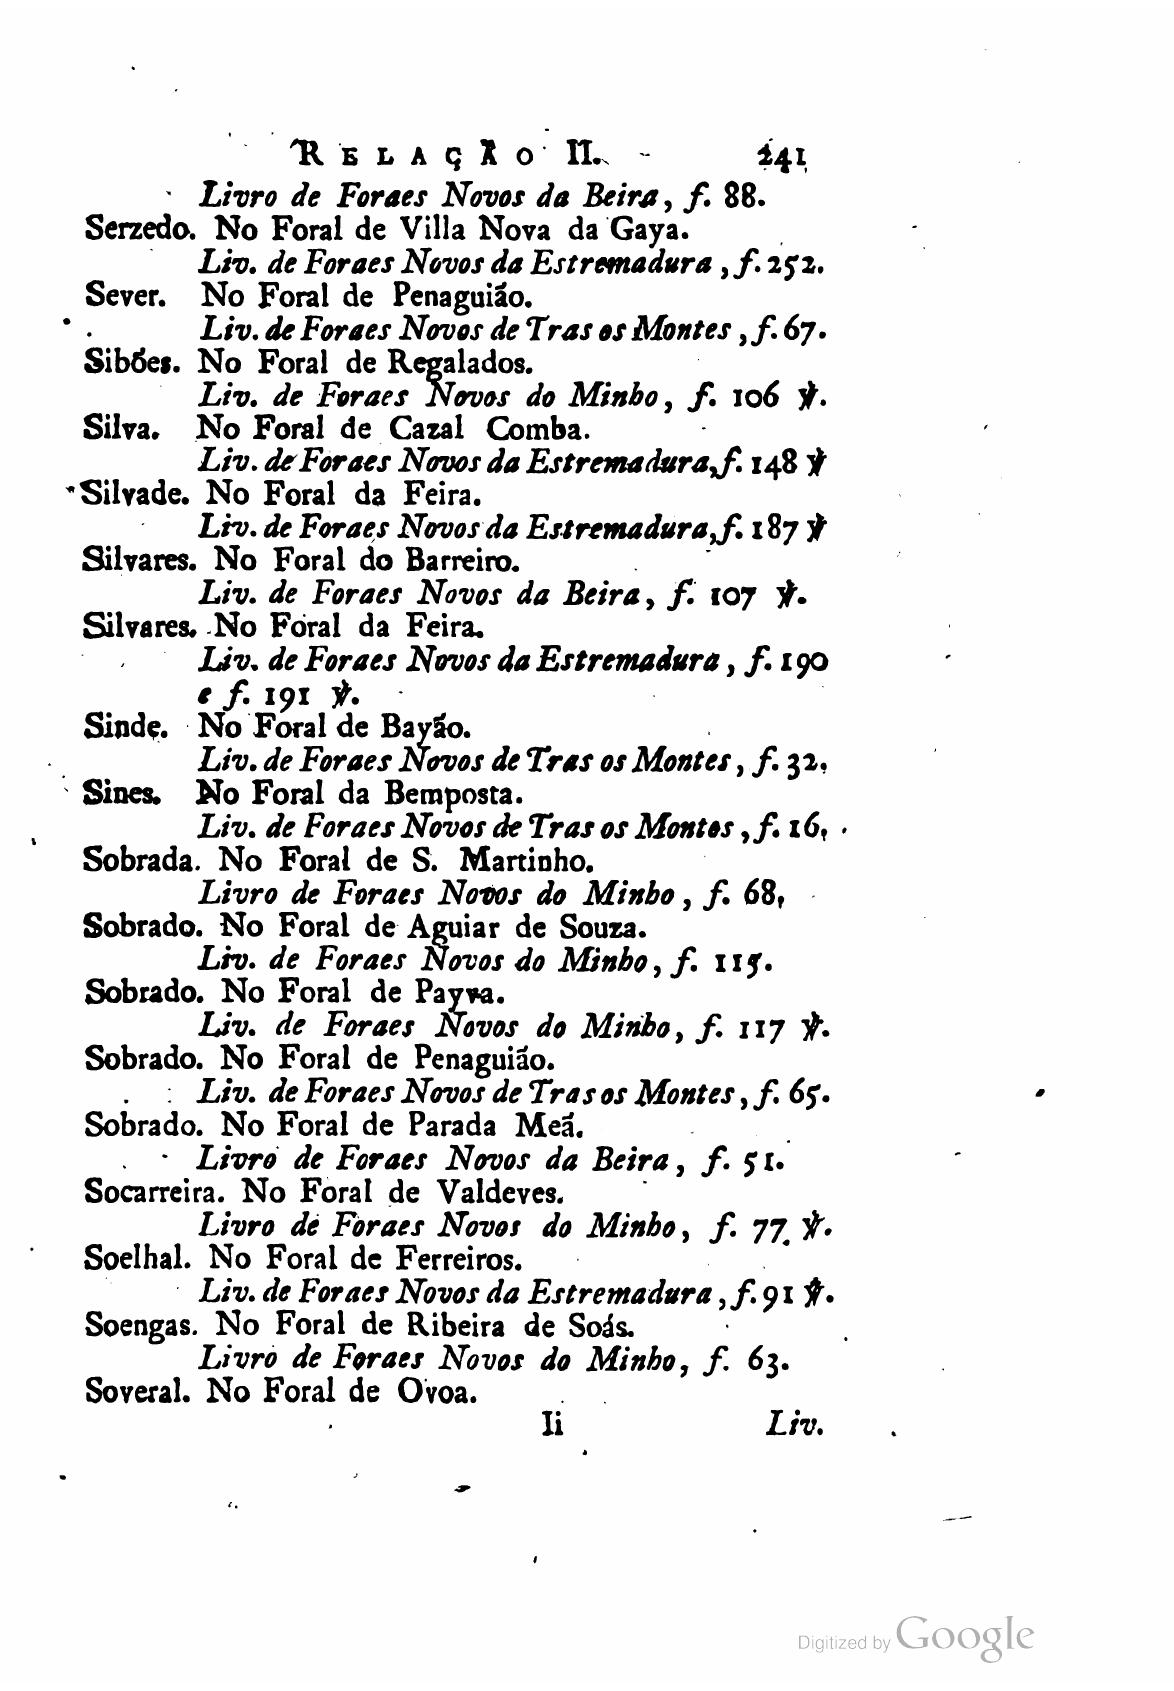 RELAÇÃO II. 241
Livro de Foraes Novos da Beira, f. 88.
Serzedo. No Foral de Villa Nova da Gaya.
Liv. de Foraes Novos da Estremadura, f. 252.
Sever. No Foral de Penaguião.
Liv. de Foraes Novos de Tras os Montes, f. 67.
Sibões. No Foral de Regalados.
Liv. de Foraes Novos do Minho, f. 106 ℣.
Silva. No Foral de Cazal Comba.
Liv. de Foraes Novos da Estremadura, f. 148 ℣
Silvade. No Foral da Feira.
Liv. de Foraes Novos da Estremadura, f. 187 ℣
Silvares. No Foral do Barreiro.
Liv. de Foraes Novos da Beira, f. 107 ℣.
Silvares. No Foral da Feira.
Liv. de Foraes Novos da Estremadura, f. 190
e f. 191 ℣.
Sinde. No Foral de Bayão.
Liv. de Foraes Novos de Tras os Montes, f. 32.
Sines. No Foral da Bemposta.
Liv. de Foraes Novos de Tras os Montes, f. 16.
Sobrada. No Foral de S. Martinho.
Livro de Foraes Novos do Minho, f. 68.
Sobrado. No Foral de Aguiar de Souza.
Liv. de Foraes Novos do Minho, f. 115.
Sobrado. No Foral de Payva.
Liv. de Foraes Novos do Minho, f. 117 ℣.
Sobrado. No Foral de Penaguião.
Liv. de Foraes Novos de Tras os Montes, f. 65.
Sobrado. No Foral de Parada Meã.
Livro de Foraes Novos da Beira, f. 51.
Socarreira. No Foral de Valdeves.
Livro de Foraes Novos do Minho, f. 77. ℣.
Soelhal. No Foral de Ferreiros.
Liv. de Foraes Novos da Estremadura, f. 91 ℣.
Soengas. No Foral de Ribeira de Soás.
Livro de Foraes Novos do Minho, f. 63.
Soveral. No Foral de Ovoa.
Ii Liv.
Digitized by Google